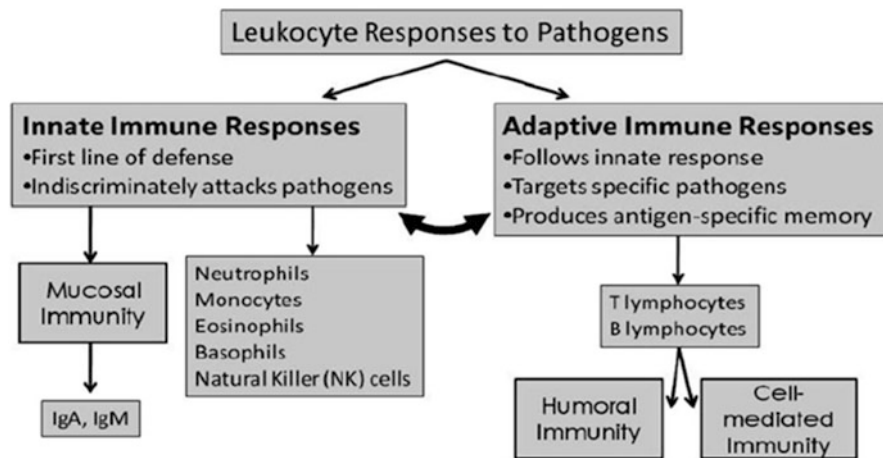 Leukocyte Responses to Pathogens
Innate Immune Responses
•First line of defense
•Indiscriminately attacks pathogens
Adaptive Immune Responses
•Follows innate response
•Targets specific pathogens
•Produces antigen-specific memory
Mucosal
Immunity
Neutrophils
Monocytes
Eosinophils
Basophils
Natural Killer (NK) cells
T lymphocytes
B lymphocytes
IgA, IgM
Humoral
Immunity
Cell-
mediated
Immunity